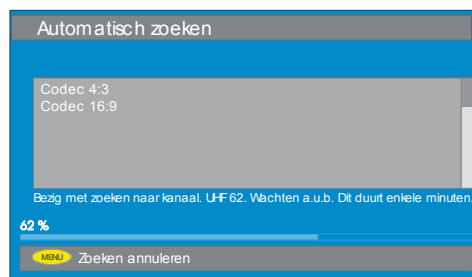 Automatisch zoeken
Codec 4:3
Codec 16:9
Bezig met zoeken naar kanaal. UHF 62. Wachten a.u.b. Dit duurt enkele minuten.
62 %
MENU Zoeken annuleren